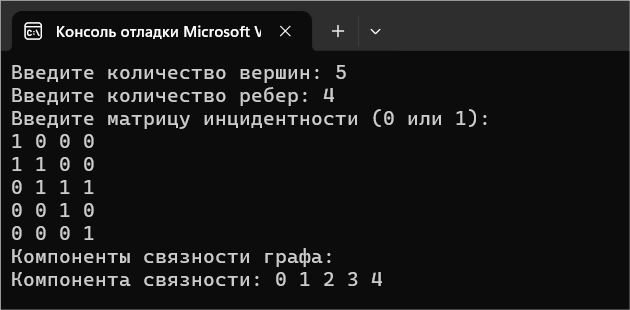 Консоль отладки Microsoft V
Введите количество вершин: 5
Введите количество ребер: 4
Введите матрицу инцидентности (0 или 1):
1 0 0 0
1 1 0 0
0 1 1 1
0 0 1 0
0 0 0 1
Компоненты связности графа:
Компонента связности: 0 1 2 3 4